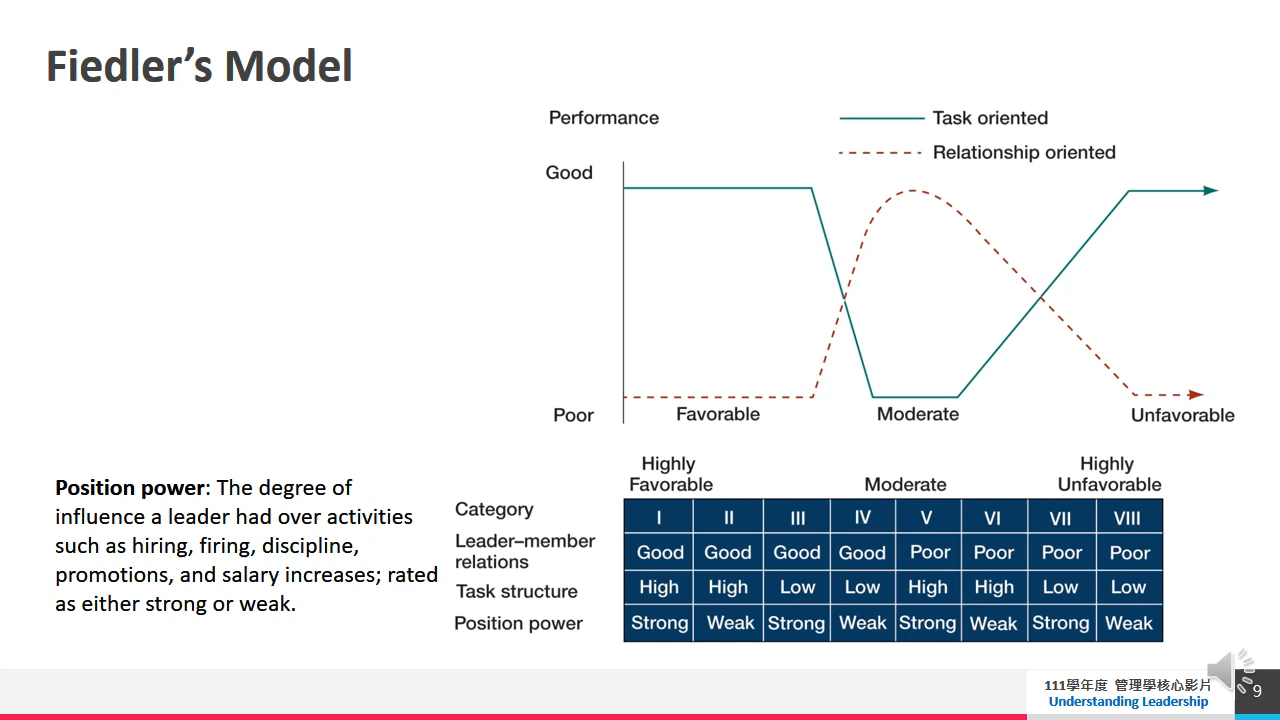 Fiedler’s Model
Performance
Task oriented
Relationship oriented
Good
Poor
Favorable
Moderate
Unfavorable
Position power: The degree of
influence a leader had over activities
such as hiring, firing, discipline,
promotions, and salary increases; rated
as either strong or weak.
Highly
Favorable
Moderate
Highly
Unfavorable
Category I II III IV V VI VII VIII
Leader–member
relations Good Good Good Good Poor Poor Poor Poor
Task structure High High Low Low High High Low Low
Position power Strong Weak Strong Weak Strong Weak Strong Weak
111學年度 管理學核心影片
Understanding Leadership
9